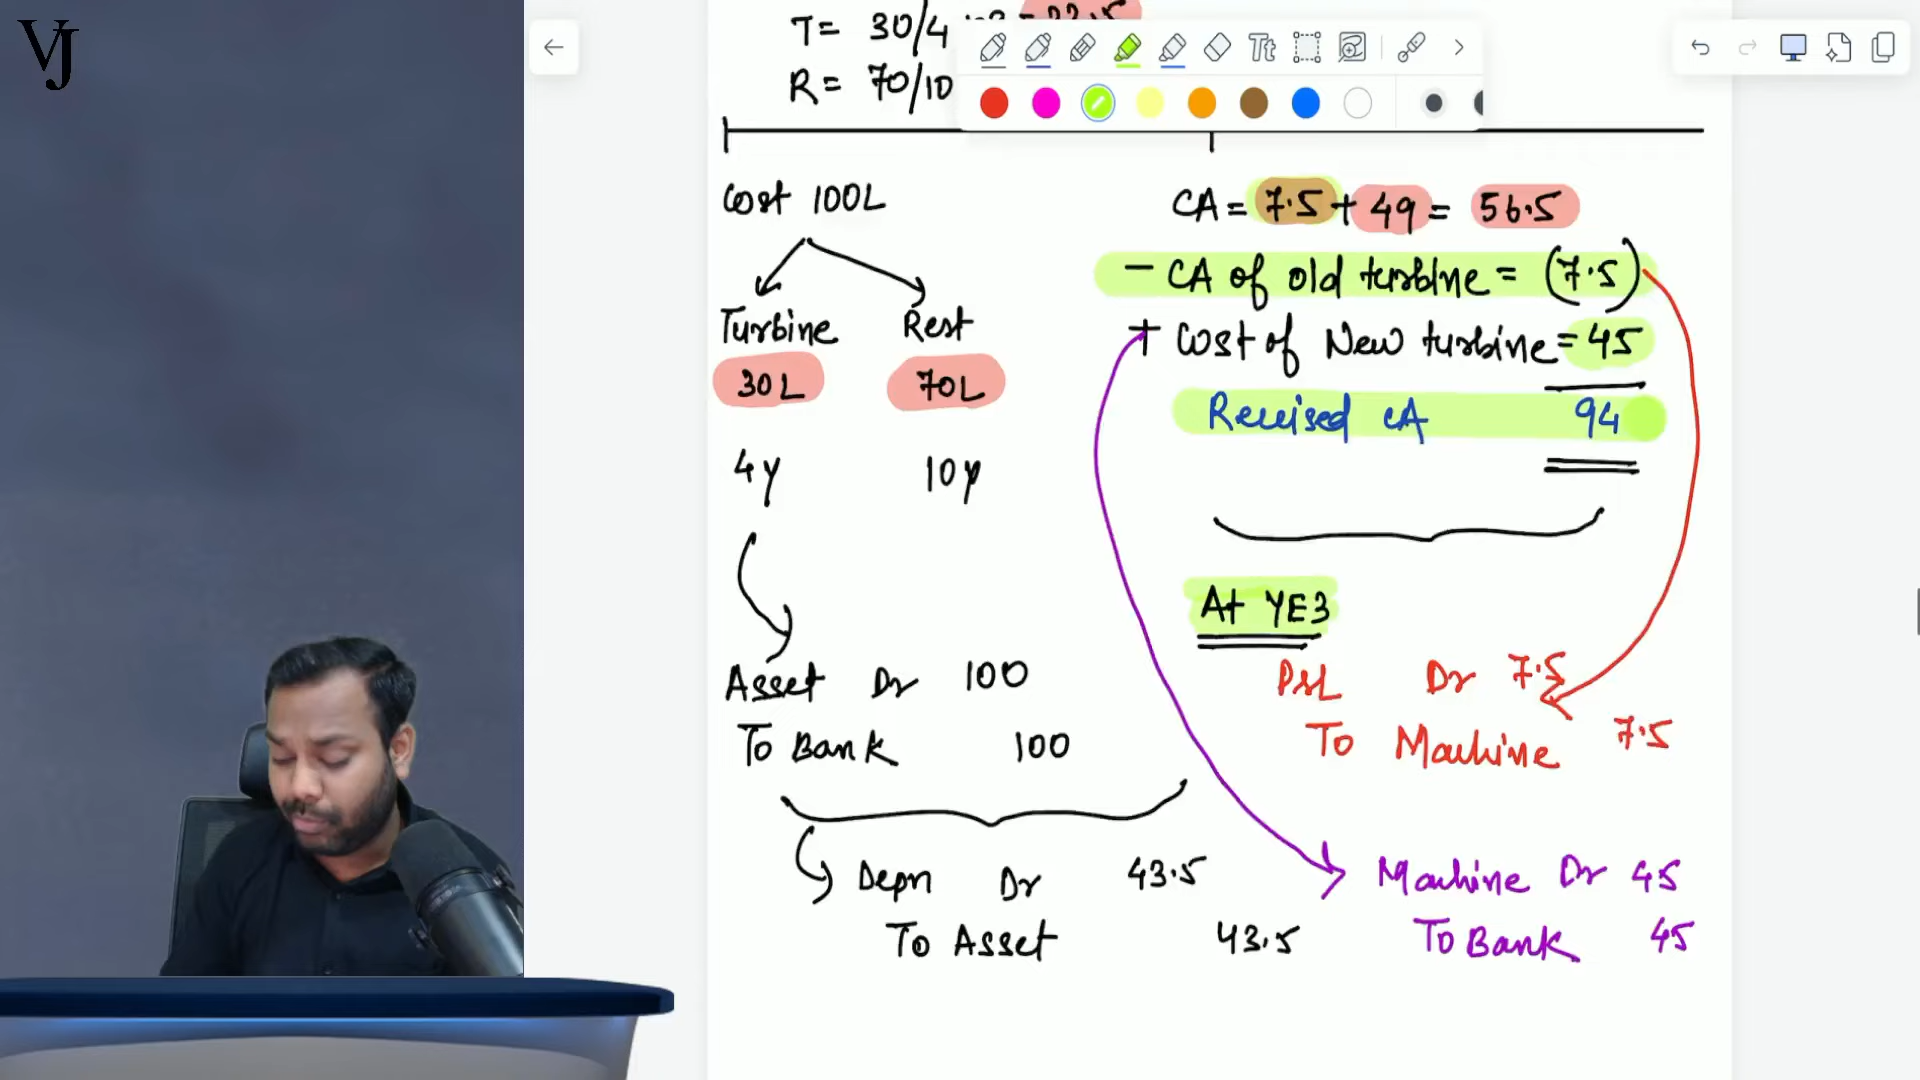 VJ
T= 30/4
R= 70/10
Tt
Cost 100L
Turbine Rest
30L 70L
4y 10y
Asset Dr 100
To Bank 100
Depn Dr 43.5
To Asset 43.5
CA = 7.5 + 49 = 56.5
- CA of old turbine = (7.5)
+ Cost of New turbine = 45
Revised CA 94
At YE3
P&L Dr 7.5
To Machine 7.5
Machine Dr 45
To Bank 45